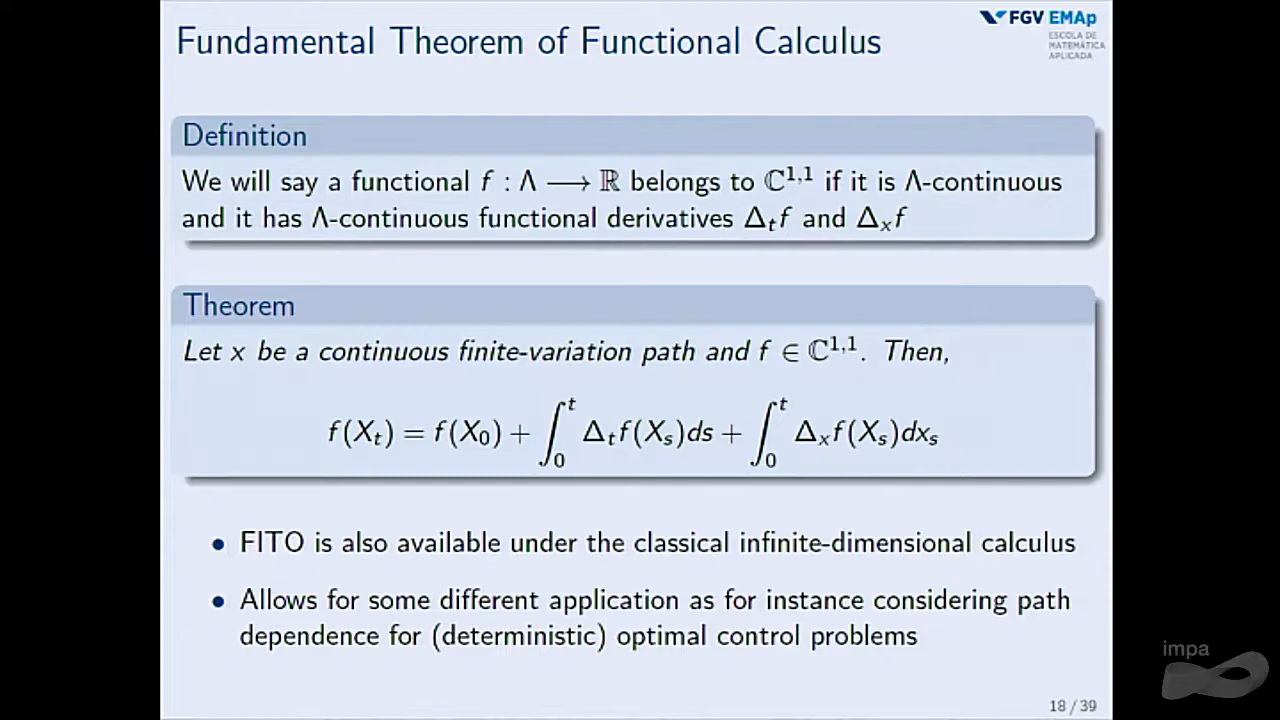 Fundamental Theorem of Functional Calculus
FGV EMAp
ESCOLA DE
MATEMÁTICA
APLICADA
Definition
We will say a functional f : Λ ⟶ ℝ belongs to ℂ^{1,1} if it is Λ-continuous
and it has Λ-continuous functional derivatives Δ_t f and Δ_x f
Theorem
Let x be a continuous finite-variation path and f ∈ ℂ^{1,1}. Then,
f(X_t) = f(X_0) + ∫_0^t Δ_t f(X_s)ds + ∫_0^t Δ_x f(X_s)dx_s
• FITO is also available under the classical infinite-dimensional calculus
• Allows for some different application as for instance considering path
dependence for (deterministic) optimal control problems
impa
18 / 39